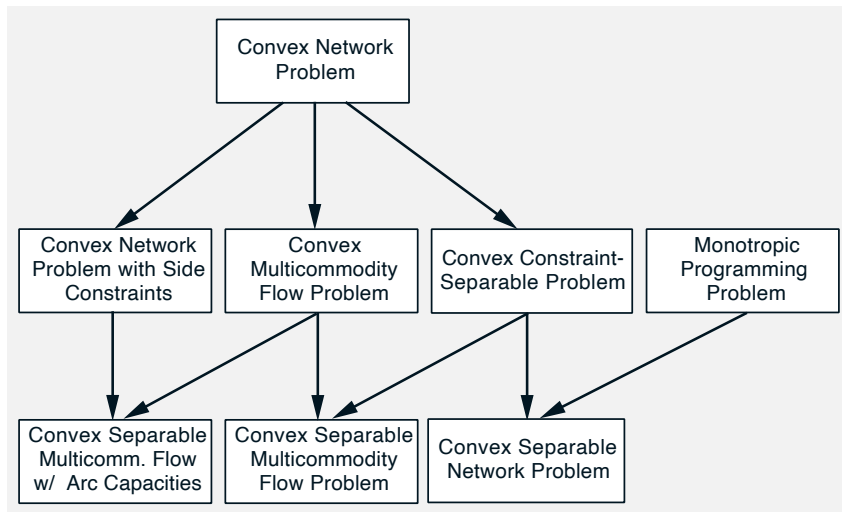 Convex Network
Problem
Convex Network
Problem with Side
Constraints
Convex
Multicommodity
Flow Problem
Convex Constraint-
Separable Problem
Monotropic
Programming
Problem
Convex Separable
Multicomm. Flow
w/ Arc Capacities
Convex Separable
Multicommodity
Flow Problem
Convex Separable
Network Problem